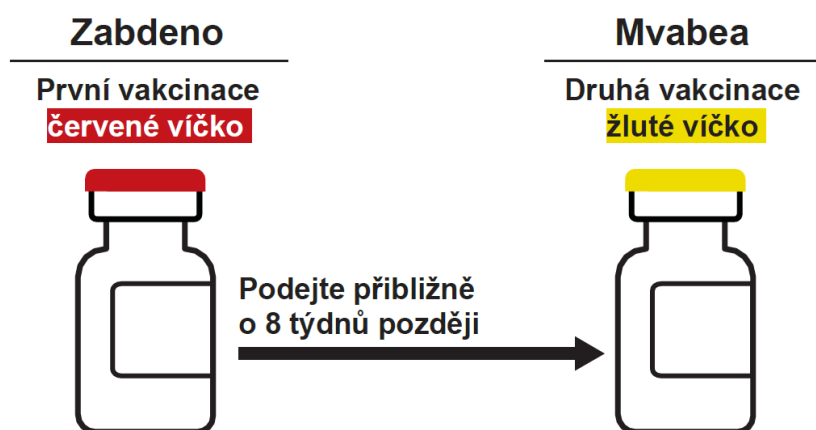 Zabdeno
První vakcinace
červené víčko
Mvabea
Druhá vakcinace
žluté víčko
Podejte přibližně
o 8 týdnů později